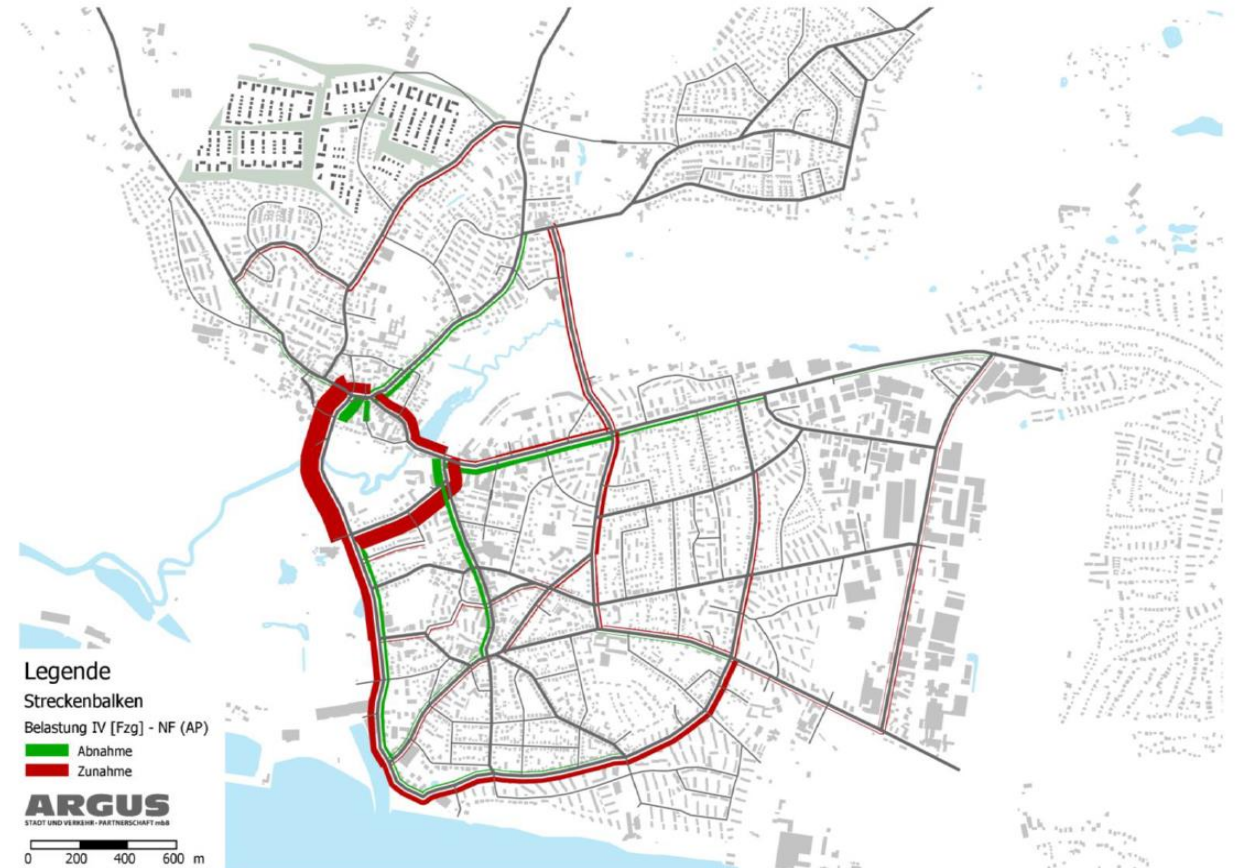 Legende
Streckenbalken
Belastung IV [Fzg] - NF (AP)
Abnahme
Zunahme
ARGUS
STADT UND VERKEHR - PARTNERSCHAFT mbB
0 200 400 600 m